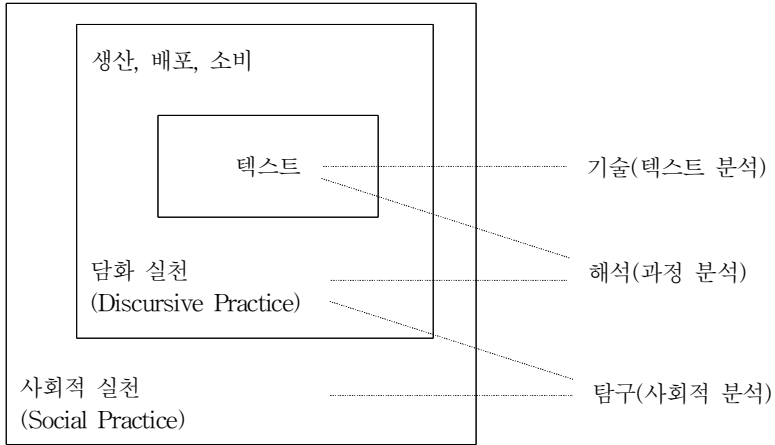 생산, 배포, 소비
텍스트
기술(텍스트 분석)
담화 실천
(Discursive Practice)
해석(과정 분석)
사회적 실천
(Social Practice)
탐구(사회적 분석)